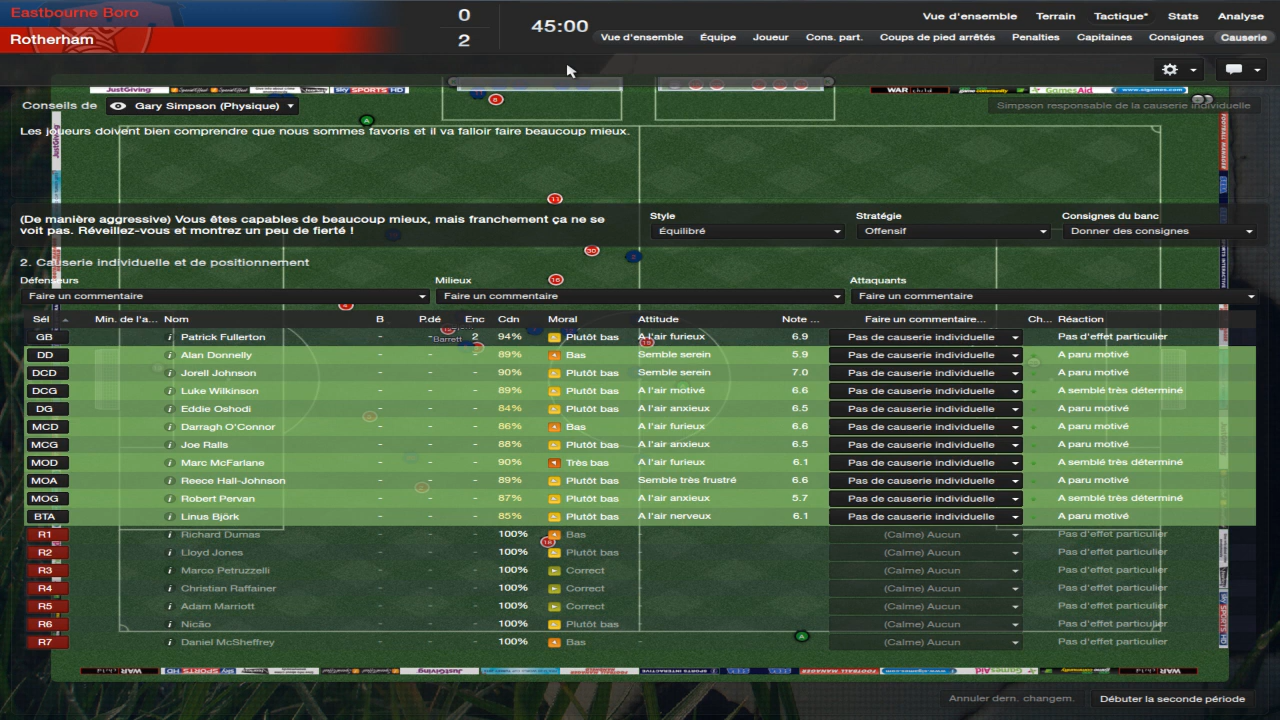 Eastbourne Boro 0
Rotherham 2
45:00
Vue d'ensemble Terrain Tactique* Stats Analyse
Vue d'ensemble Équipe Joueur Cons. part. Coups de pied arrêtés Penalties Capitaines Consignes Causerie
JustGiving sky SPORTS HD WAR child GamesAid www.sigames.com
Conseils de Gary Simpson (Physique)
Simpson responsable de la causerie individuelle
Les joueurs doivent bien comprendre que nous sommes favoris et il va falloir faire beaucoup mieux.
(De manière aggressive) Vous êtes capables de beaucoup mieux, mais franchement ça ne se
voit pas. Réveillez-vous et montrez un peu de fierté !
Style Stratégie Consignes du banc
Équilibré Offensif Donner des consignes
2. Causerie individuelle et de positionnement
Défenseurs Milieux Attaquants
Faire un commentaire Faire un commentaire Faire un commentaire
Sél Min. de l'a... Nom B P.dé Enc Cdn Moral Attitude Note ... Faire un commentaire... Ch... Réaction
GB i Patrick Fullerton - - 2 94% Plutôt bas A l'air furieux 6.9 Pas de causerie individuelle Pas d'effet particulier
Barrett
DD i Alan Donnelly - - - 89% Bas Semble serein 5.9 Pas de causerie individuelle A paru motivé
DCD i Jorell Johnson - - - 90% Plutôt bas Semble serein 7.0 Pas de causerie individuelle A paru motivé
DCG i Luke Wilkinson - - - 89% Plutôt bas A l'air motivé 6.6 Pas de causerie individuelle A semblé très déterminé
DG i Eddie Oshodi - - - 84% Plutôt bas A l'air anxieux 6.5 Pas de causerie individuelle A paru motivé
MCD i Darragh O'Connor - - - 86% Bas A l'air furieux 6.6 Pas de causerie individuelle A paru motivé
MCG i Joe Ralls - - - 88% Plutôt bas A l'air anxieux 6.5 Pas de causerie individuelle A paru motivé
MOD i Marc McFarlane - - - 90% Très bas A l'air furieux 6.1 Pas de causerie individuelle A semblé très déterminé
MOA i Reece Hall-Johnson - - - 89% Plutôt bas Semble très frustré 6.6 Pas de causerie individuelle A paru motivé
MOG i Robert Pervan - - - 87% Plutôt bas A l'air anxieux 5.7 Pas de causerie individuelle A semblé très déterminé
BTA i Linus Björk - - - 85% Plutôt bas A l'air nerveux 6.1 Pas de causerie individuelle A paru motivé
R1 i Richard Dumas - - - 100% Bas - (Calme) Aucun Pas d'effet particulier
R2 i Lloyd Jones - - - 100% Plutôt bas - (Calme) Aucun Pas d'effet particulier
R3 i Marco Petruzzelli - - - 100% Correct - (Calme) Aucun Pas d'effet particulier
R4 i Christian Raffainer - - - 100% Correct - (Calme) Aucun Pas d'effet particulier
R5 i Adam Marriott - - - 100% Correct - (Calme) Aucun Pas d'effet particulier
R6 i Nicão - - - 100% Plutôt bas - (Calme) Aucun Pas d'effet particulier
R7 i Daniel McSheffrey - - - 100% Bas - (Calme) Aucun Pas d'effet particulier
Annuler dern. changem. Débuter la seconde période